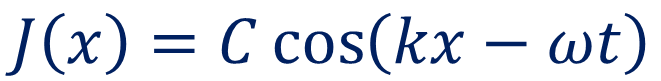 J(x) = C cos(kx − ωt)